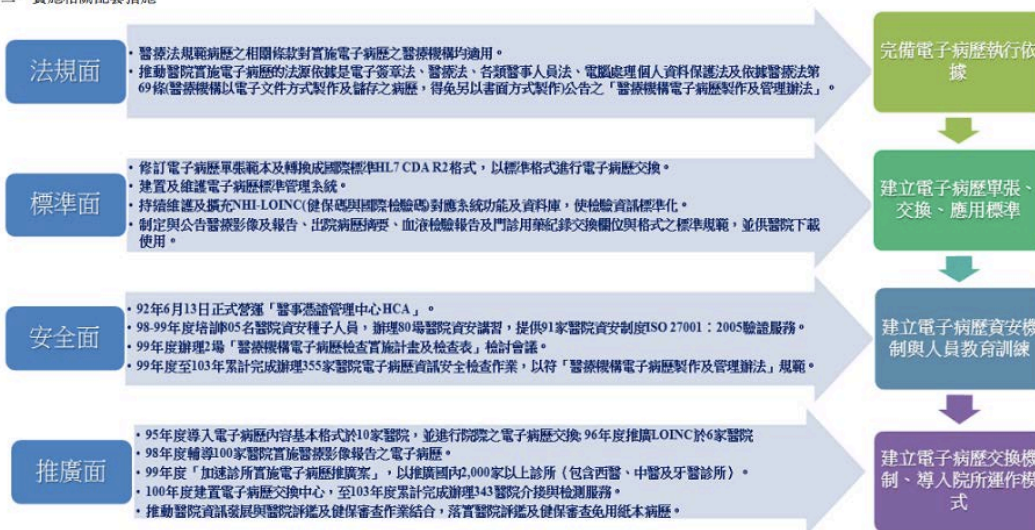 二 實施相關配套措施
法規面
• 醫療法規範病歷之相關條款對實施電子病歷之醫療機構均適用。
• 推動醫院實施電子病歷的法源依據是電子簽章法、醫療法、各類醫事人員法、電腦處理個人資料保護法及依據醫療法第
69條(醫療機構以電子文件方式製作及儲存之病歷，得免另以書面方式製作)公告之「醫療機構電子病歷製作及管理辦法」。
完備電子病歷執行依
據
標準面
• 修訂電子病歷單張範本及轉換成國際標準HL7 CDA R2格式，以標準格式進行電子病歷交換。
• 建置及維護電子病歷標準管理系統。
• 持續維護及擴充NHI-LOINC(健保碼與國際檢驗碼)對應系統功能及資料庫，使檢驗資訊標準化。
• 制定與公告醫療影像及報告、出院病歷摘要、血液檢驗報告及門診用藥紀錄交換欄位與格式之標準規範，並供醫院下載
使用。
建立電子病歷單張、
交換、應用標準
安全面
• 92年6月13日正式營運「醫事憑證管理中心HCA」。
• 98-99年度培訓805名醫院資安種子人員，辦理80場醫院資安講習，提供91家醫院資安制度ISO 27001：2005驗證服務。
• 99年度辦理2場「醫療機構電子病歷檢查實施計畫及檢查表」檢討會議。
• 99年度至103年累計完成辦理355家醫院電子病歷資訊安全檢查作業，以符「醫療機構電子病歷製作及管理辦法」規範。
建立電子病歷資安機
制與人員教育訓練
推廣面
• 95年度導入電子病歷內容基本格式於10家醫院，並進行院際之電子病歷交換;96年度推廣LOINC於6家醫院
• 98年度輔導100家醫院實施醫療影像報告之電子病歷。
• 99年度「加速診所實施電子病歷推廣案」，以推廣國內2,000家以上診所（包含西醫、中醫及牙醫診所）。
• 100年度建置電子病歷交換中心，至103年度累計完成辦理343醫院介接與檢測服務。
• 推動醫院資訊發展與醫院評鑑及健保審查作業結合，落實醫院評鑑及健保審查免用紙本病歷。
建立電子病歷交換機
制、導入院所運作模
式